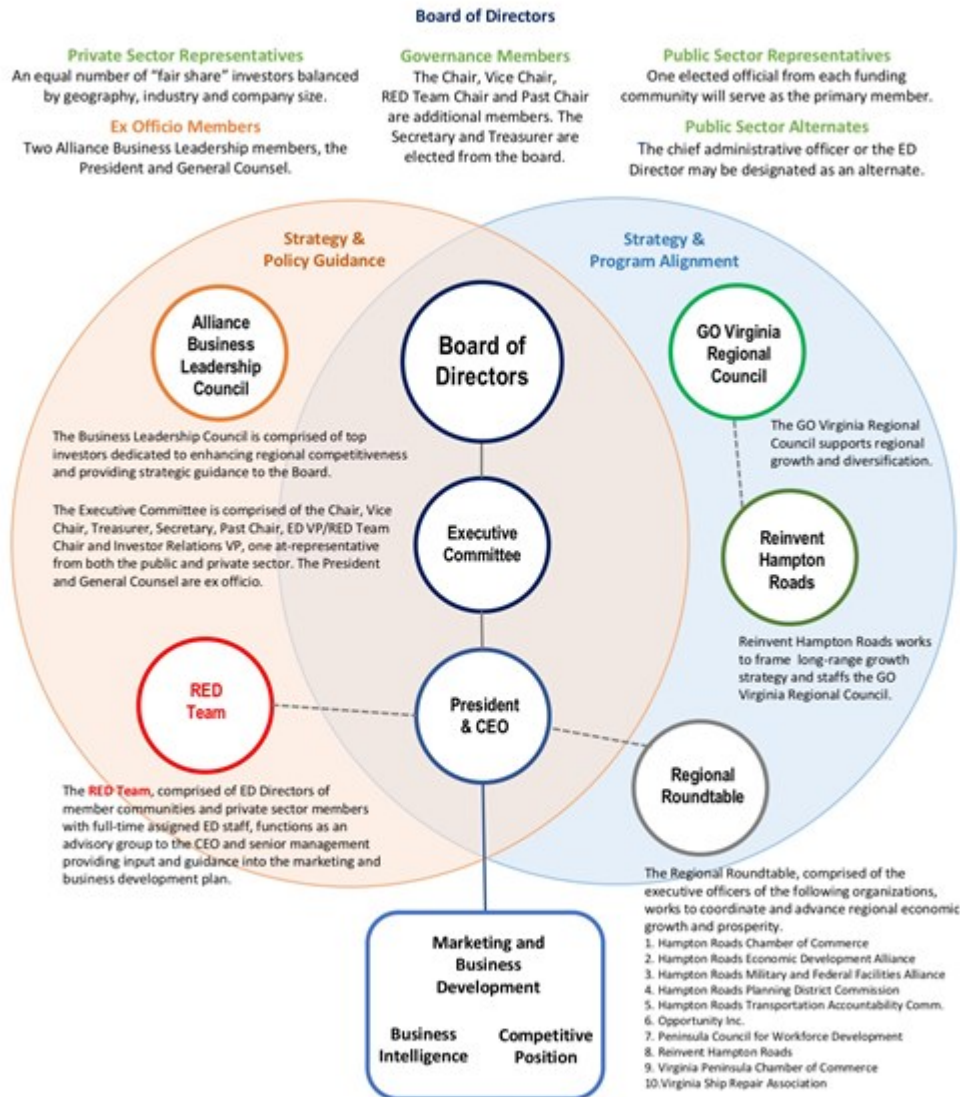 Board of Directors
Private Sector Representatives
An equal number of “fair share” investors balanced
by geography, industry and company size.
Ex Officio Members
Two Alliance Business Leadership members, the
President and General Counsel.
Governance Members
The Chair, Vice Chair,
RED Team Chair and Past Chair
are additional members. The
Secretary and Treasurer are
elected from the board.
Public Sector Representatives
One elected official from each funding
community will serve as the primary member.
Public Sector Alternates
The chief administrative officer or the ED
Director may be designated as an alternate.
Strategy &
Policy Guidance
Strategy &
Program Alignment
Alliance
Business
Leadership
Council
Board of
Directors
GO Virginia
Regional
Council
The Business Leadership Council is comprised of top
investors dedicated to enhancing regional competitiveness
and providing strategic guidance to the Board.
The GO Virginia Regional
Council supports regional
growth and diversification.
The Executive Committee is comprised of the Chair, Vice
Chair, Treasurer, Secretary, Past Chair, ED VP/RED Team
Chair and Investor Relations VP, one at-representative
from both the public and private sector. The President
and General Counsel are ex officio.
Executive
Committee
Reinvent
Hampton
Roads
Reinvent Hampton Roads works
to frame long-range growth
strategy and staffs the GO
Virginia Regional Council.
RED
Team
President
& CEO
Regional
Roundtable
The RED Team, comprised of ED Directors of
member communities and private sector members
with full-time assigned ED staff, functions as an
advisory group to the CEO and senior management
providing input and guidance into the marketing and
business development plan.
The Regional Roundtable, comprised of the
executive officers of the following organizations,
works to coordinate and advance regional economic
growth and prosperity.
1. Hampton Roads Chamber of Commerce
2. Hampton Roads Economic Development Alliance
3. Hampton Roads Military and Federal Facilities Alliance
4. Hampton Roads Planning District Commission
5. Hampton Roads Transportation Accountability Comm.
6. Opportunity Inc.
7. Peninsula Council for Workforce Development
8. Reinvent Hampton Roads
9. Virginia Peninsula Chamber of Commerce
10.Virginia Ship Repair Association
Marketing and
Business
Development
Business
Intelligence
Competitive
Position